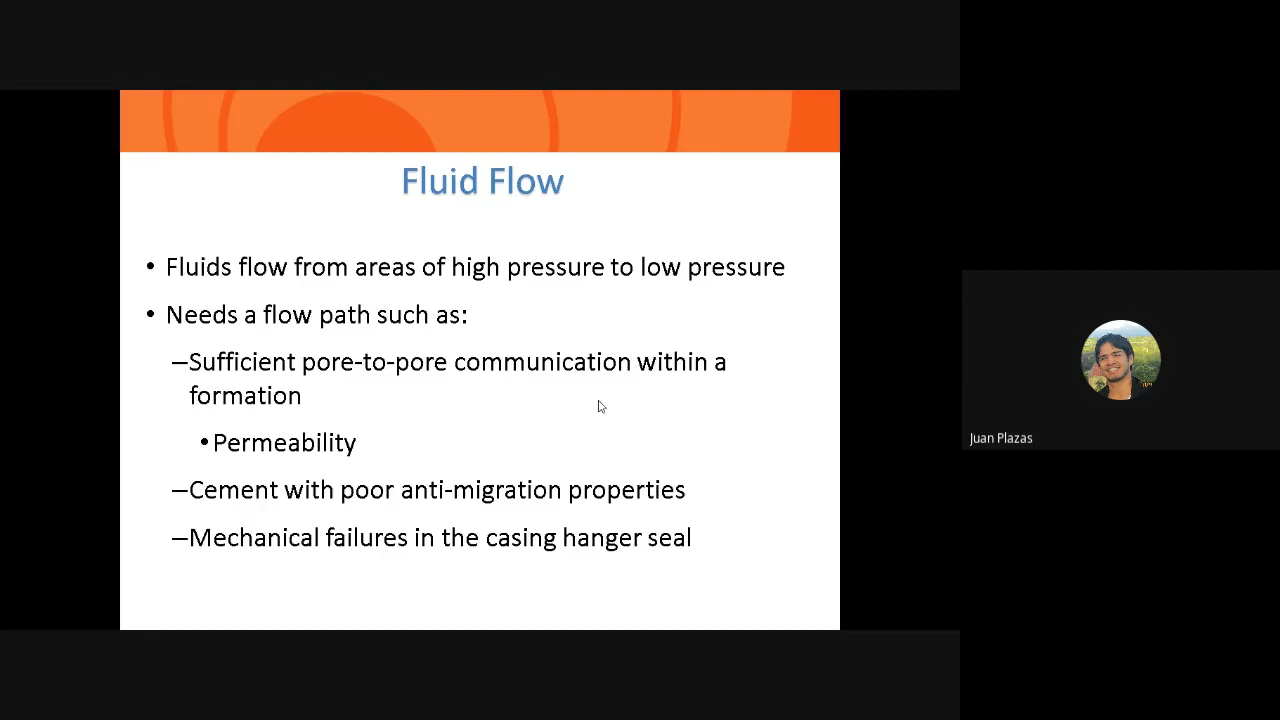 Fluid Flow
• Fluids flow from areas of high pressure to low pressure
• Needs a flow path such as:
–Sufficient pore-to-pore communication within a
formation
•Permeability
–Cement with poor anti-migration properties
–Mechanical failures in the casing hanger seal
Juan Plazas